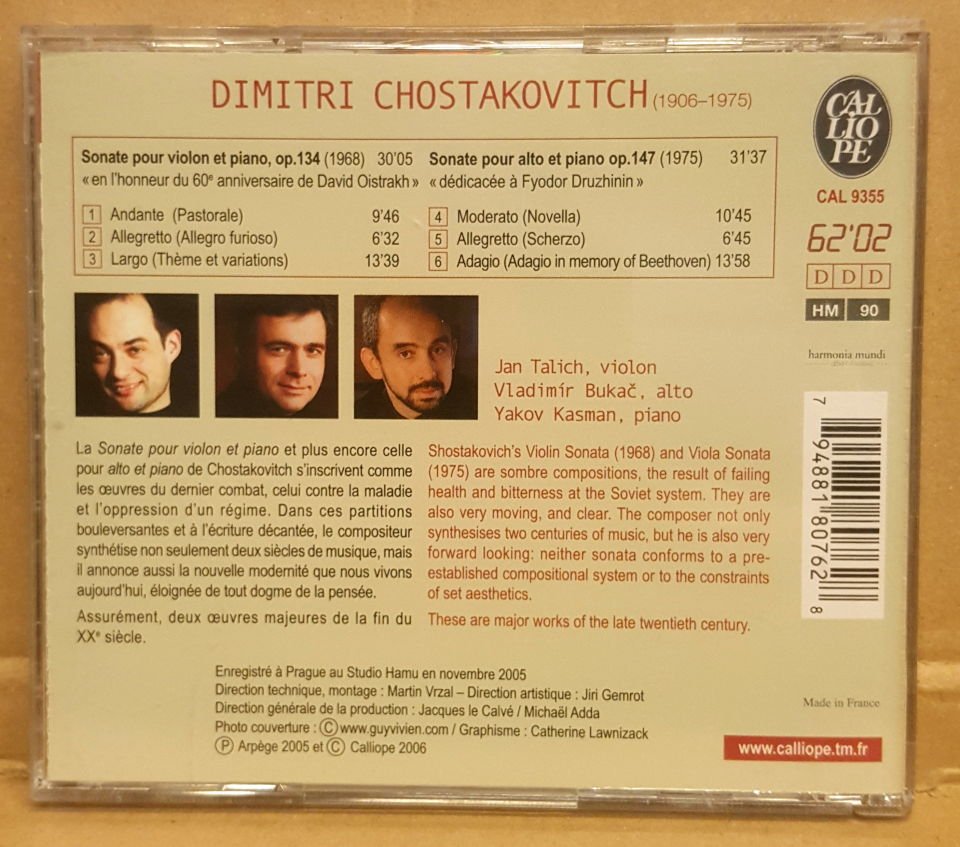 DIMITRI CHOSTAKOVITCH (1906–1975)
Sonate pour violon et piano, op.134 (1968) 30'05
« en l'honneur du 60e anniversaire de David Oistrakh »
1 Andante (Pastorale) 9'46
2 Allegretto (Allegro furioso) 6'32
3 Largo (Thème et variations) 13'39
Sonate pour alto et piano op.147 (1975) 31'37
« dédicacée à Fyodor Druzhinin »
4 Moderato (Novella) 10'45
5 Allegretto (Scherzo) 6'45
6 Adagio (Adagio in memory of Beethoven) 13'58
CAL
LIO
PE
CAL 9355
62'02
D D D
HM 90
harmonia mundi
7 94881 80762 8
Jan Talich, violon
Vladimír Bukač, alto
Yakov Kasman, piano
La Sonate pour violon et piano et plus encore celle
pour alto et piano de Chostakovitch s'inscrivent comme
les œuvres du dernier combat, celui contre la maladie
et l'oppression d'un régime. Dans ces partitions
bouleversantes et à l'écriture décantée, le compositeur
synthétise non seulement deux siècles de musique, mais
il annonce aussi la nouvelle modernité que nous vivons
aujourd'hui, éloignée de tout dogme de la pensée.
Assurément, deux œuvres majeures de la fin du
XXe siècle.
Shostakovich's Violin Sonata (1968) and Viola Sonata
(1975) are sombre compositions, the result of failing
health and bitterness at the Soviet system. They are
also very moving, and clear. The composer not only
synthesises two centuries of music, but he is also very
forward looking: neither sonata conforms to a pre-
established compositional system or to the constraints
of set aesthetics.
These are major works of the late twentieth century.
Enregistré à Prague au Studio Hamu en novembre 2005
Direction technique, montage : Martin Vrzal – Direction artistique : Jiri Gemrot
Direction générale de la production : Jacques le Calvé / Michaël Adda
Photo couverture : Ⓒwww.guyvivien.com / Graphisme : Catherine Lawnizack
Ⓟ Arpège 2005 et Ⓒ Calliope 2006
Made in France
www.calliope.tm.fr